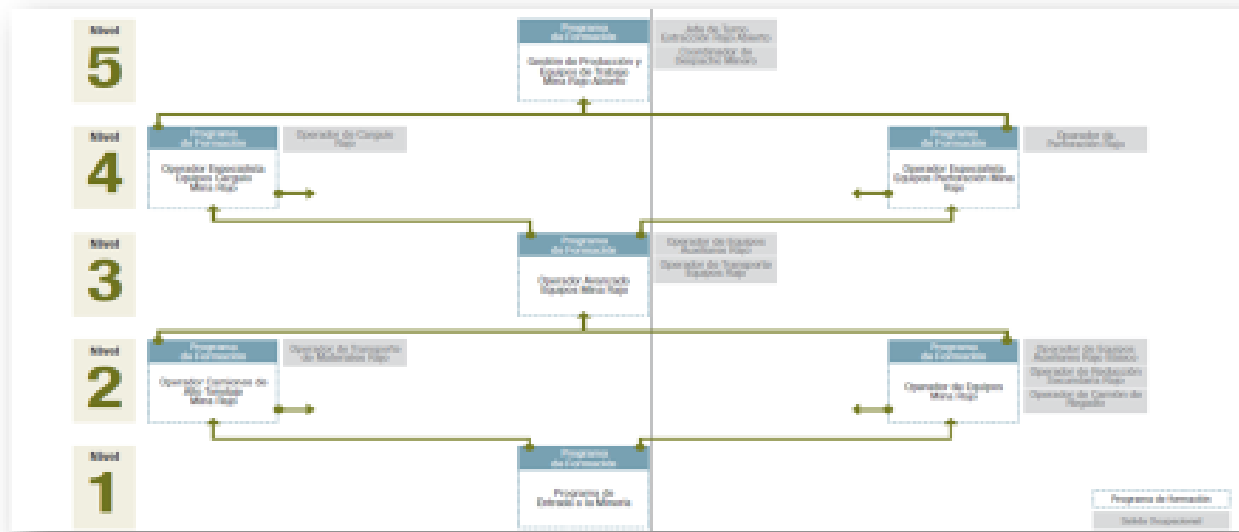 Nivel
5
Programa
de Formación
Gestión de Producción y
Equipos de Trabajo
Mina Rajo Abierto
Jefe de Turno
Extracción Rajo Abierto
Coordinador de
Despacho Minero
Nivel
4
Programa
de Formación
Operador Especialista
Equipos Carguío
Mina Rajo
Operador de Carguío
Rajo
Programa
de Formación
Operador Especialista
Equipos Perforación Mina
Rajo
Operador de
Perforación Rajo
Nivel
3
Programa
de Formación
Operador Avanzado
Equipos Mina Rajo
Operador de Equipos
Auxiliares Rajo
Operador de Transporte
Equipos Rajo
Nivel
2
Programa
de Formación
Operador Camiones de
Alto Tonelaje
Mina Rajo
Operador de Transporte
de Materiales Rajo
Programa
de Formación
Operador de Equipos
Mina Rajo
Operador de Equipos
Auxiliares Rajo Básico
Operador de Reducción
Secundaria Rajo
Operador de Camión de
Regadío
Nivel
1
Programa
de Formación
Programa de
Entrada a la Minería
Programa de formación
Salida Ocupacional